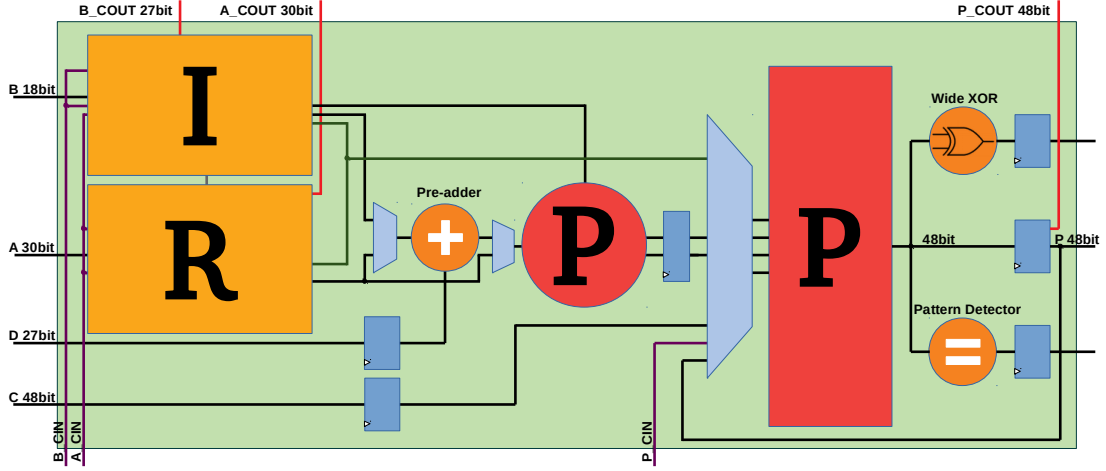 B_COUT 27bit
A_COUT 30bit
P_COUT 48bit
I
B 18bit
Wide XOR
R
Pre-adder
P
P
A 30bit
48bit
P 48bit
D 27bit
Pattern Detector
C 48bit
B_CIN
A_CIN
P_CIN